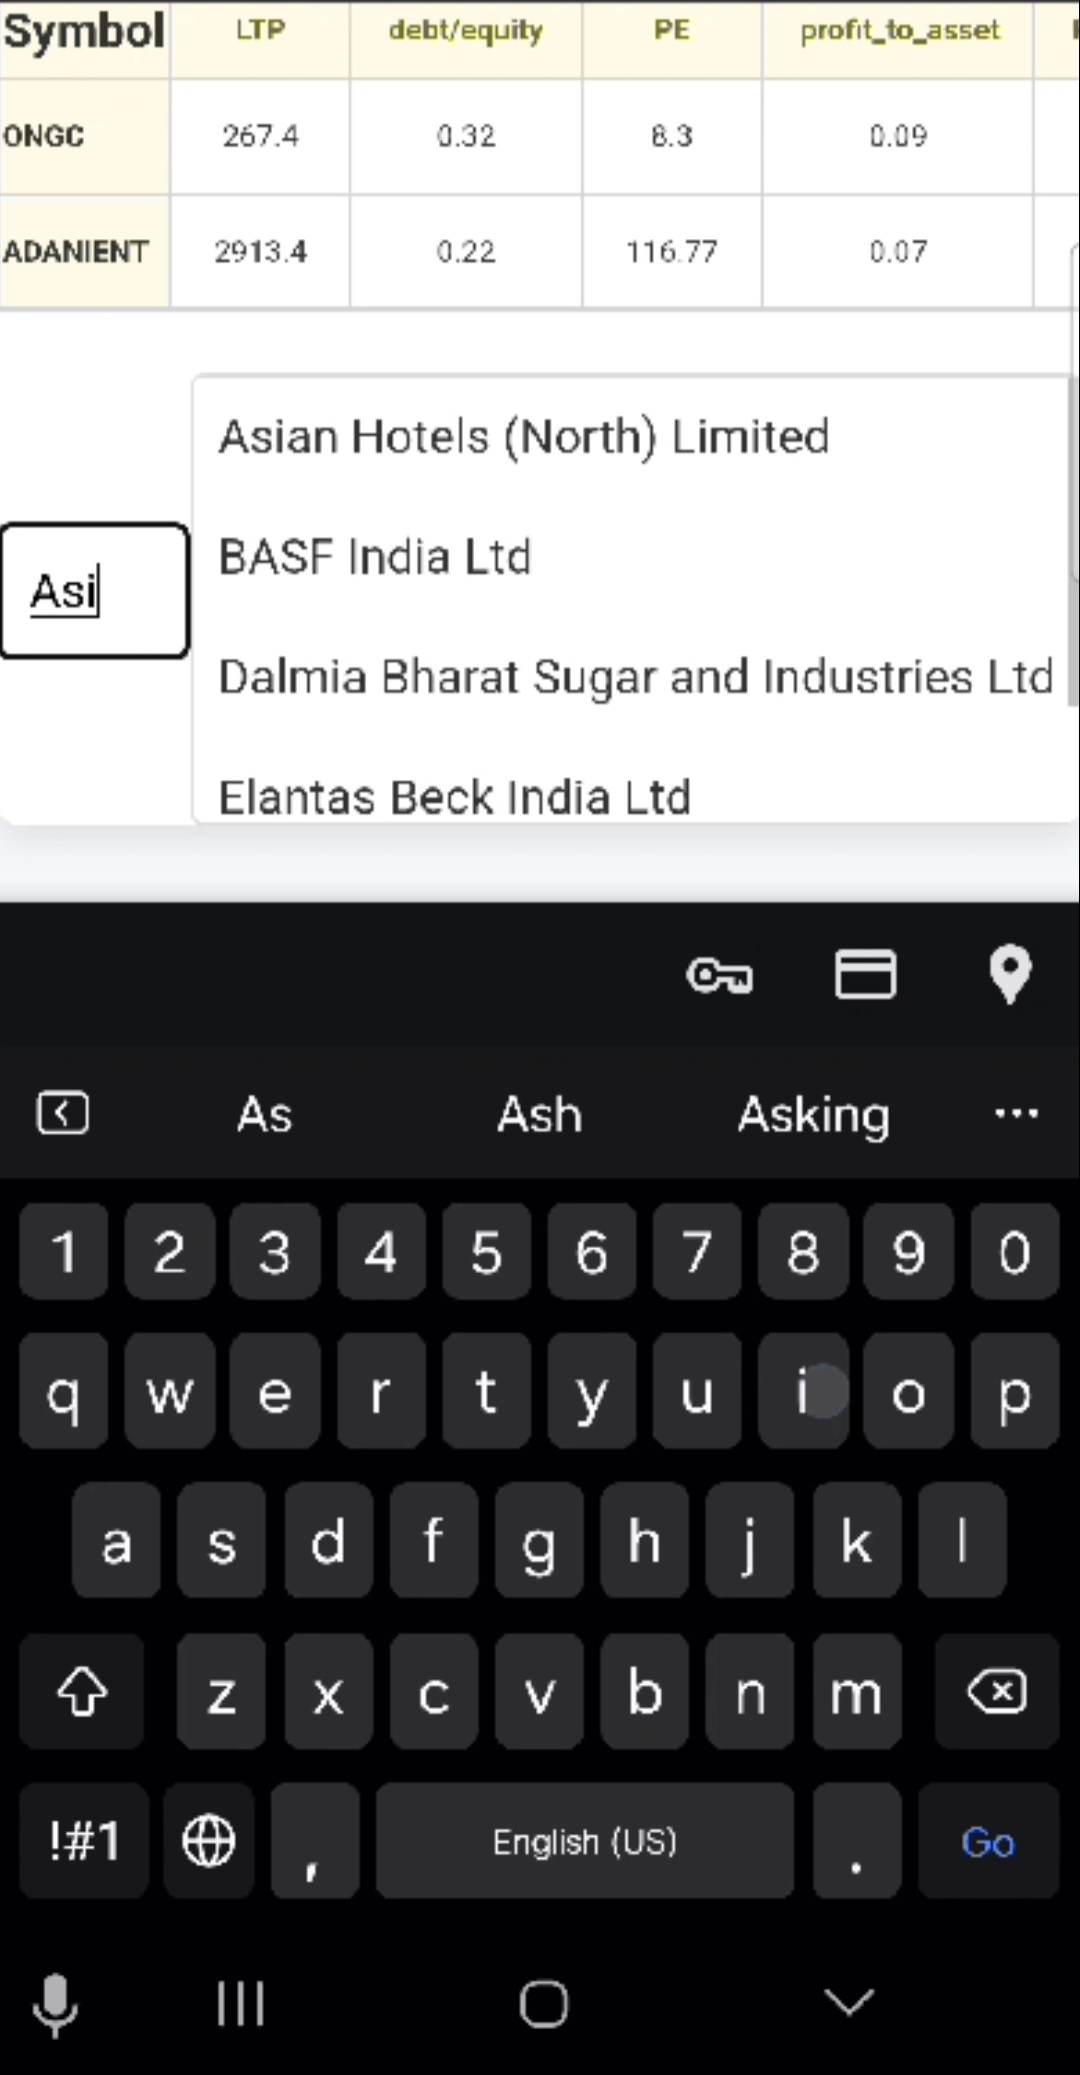 Symbol LTP debt/equity PE profit_to_asset
ONGC 267.4 0.32 8.3 0.09
ADANIENT 2913.4 0.22 116.77 0.07
Asian Hotels (North) Limited
BASF India Ltd
Asi
Dalmia Bharat Sugar and Industries Ltd
Elantas Beck India Ltd
As Ash Asking ...
1 2 3 4 5 6 7 8 9 0
q w e r t y u i o p
a s d f g h j k l
z x c v b n m
!#1 , English (US) . Go